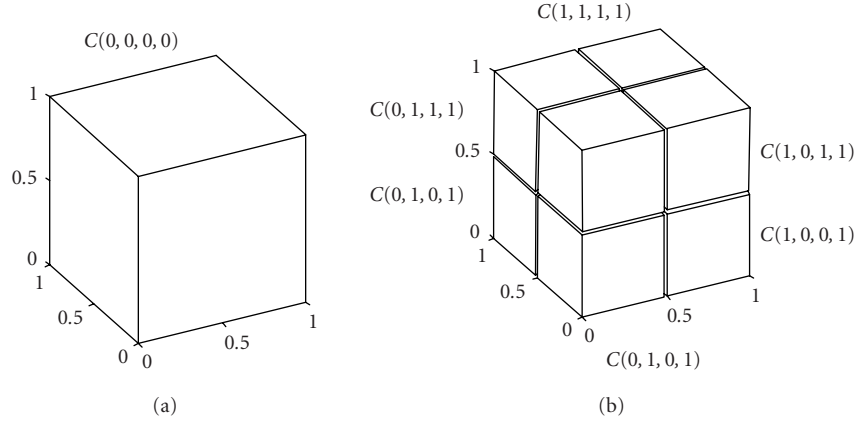 C(0, 0, 0, 0)
1
0.5
0
1
0.5
0
0
0.5
1
(a)
C(1, 1, 1, 1)
1
C(0, 1, 1, 1)
0.5
C(0, 1, 0, 1)
0
1
0.5
0
0
0.5
1
C(1, 0, 1, 1)
C(1, 0, 0, 1)
C(0, 1, 0, 1)
(b)